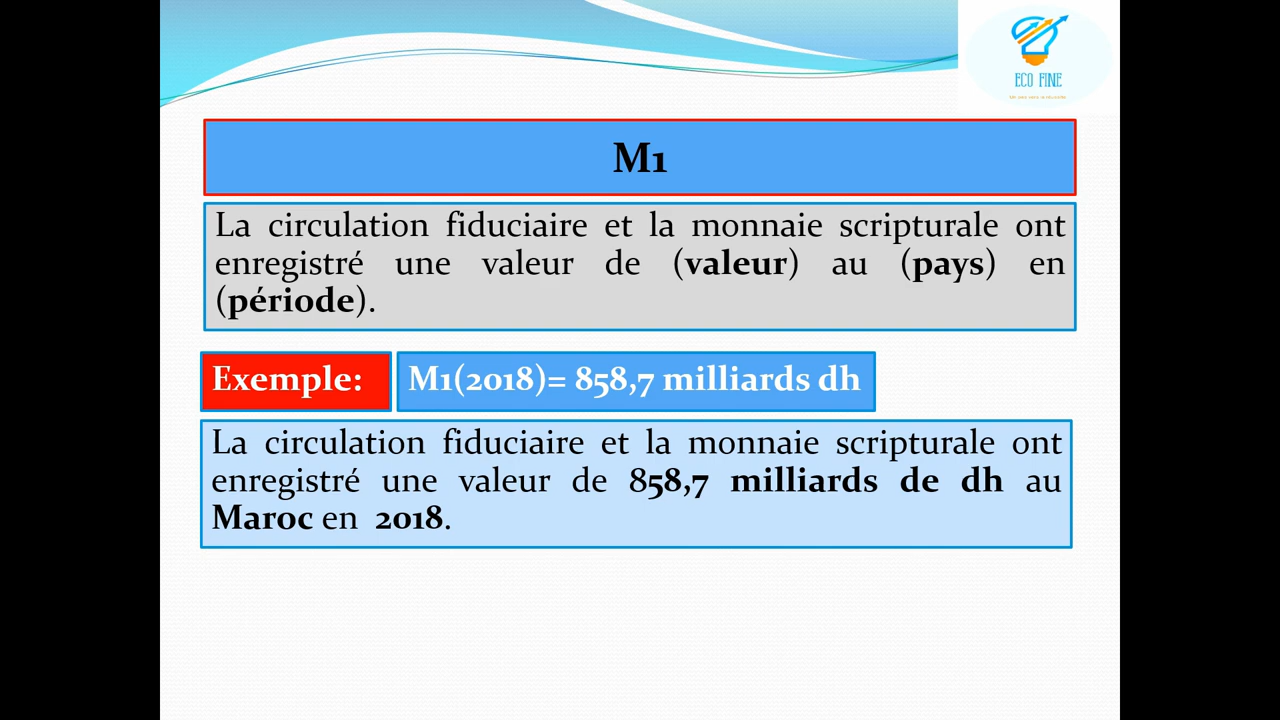 ECO FINE
M1
La circulation fiduciaire et la monnaie scripturale ont
enregistré une valeur de (valeur) au (pays) en
(période).
Exemple:
M1(2018)= 858,7 milliards dh
La circulation fiduciaire et la monnaie scripturale ont
enregistré une valeur de 858,7 milliards de dh au
Maroc en 2018.